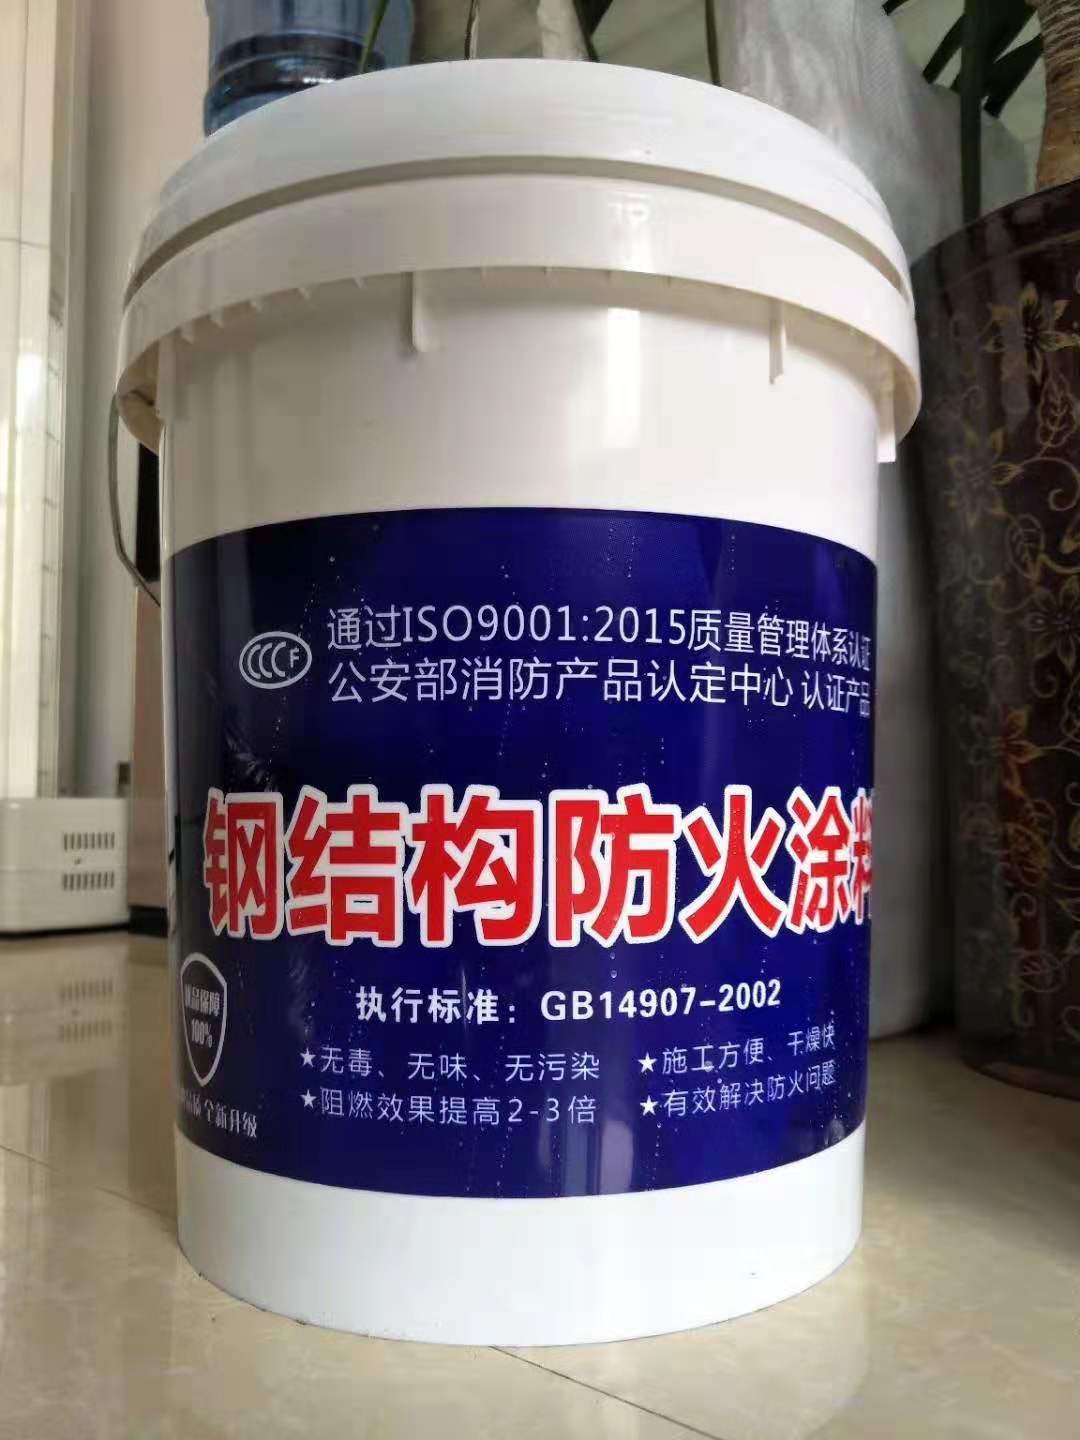 CCCF
通过ISO9001:2015质量管理体系认证
公安部消防产品认定中心 认证产品
钢结构防火涂料
执行标准：GB14907-2002
★无毒、无味、无污染
★施工方便、干燥快
★阻燃效果提高2-3倍
★有效解决防火问题
品保障
100%
全新升级